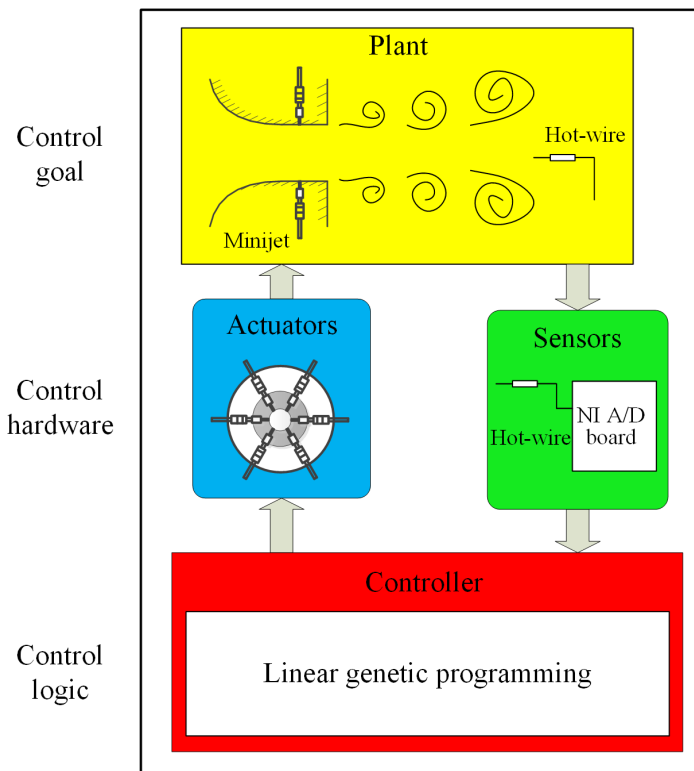 Plant
Control
goal
Hot-wire
Minijet
Actuators
Sensors
Control
hardware
NI A/D
board
Hot-wire
Controller
Control
logic
Linear genetic programming